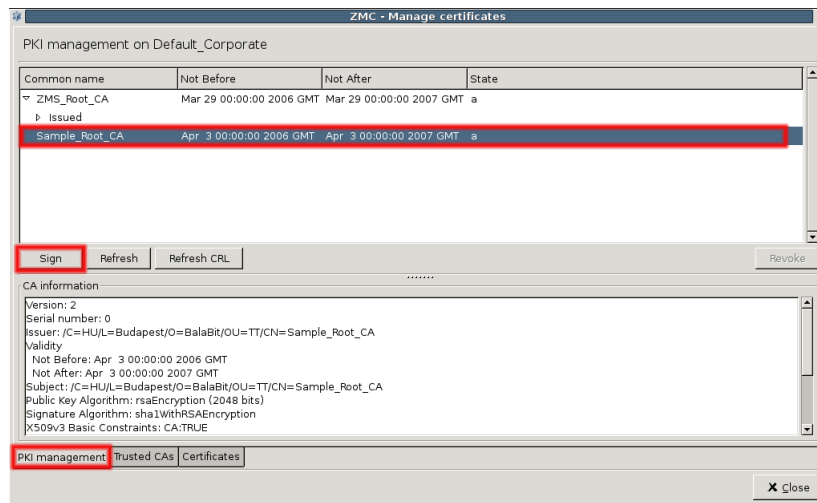 ZMC - Manage certificates
PKI management on Default_Corporate
Common name Not Before Not After State
ZMS_Root_CA Mar 29 00:00:00 2006 GMT Mar 29 00:00:00 2007 GMT a
Issued
Sample_Root_CA Apr 3 00:00:00 2006 GMT Apr 3 00:00:00 2007 GMT a
Sign Refresh Refresh CRL Revoke
CA information
Version: 2
Serial number: 0
Issuer: /C=HU/L=Budapest/O=BalaBit/OU=TT/CN=Sample_Root_CA
Validity
Not Before: Apr 3 00:00:00 2006 GMT
Not After: Apr 3 00:00:00 2007 GMT
Subject: /C=HU/L=Budapest/O=BalaBit/OU=TT/CN=Sample_Root_CA
Public Key Algorithm: rsaEncryption (2048 bits)
Signature Algorithm: sha1WithRSAEncryption
X509v3 Basic Constraints: CA:TRUE
PKI management Trusted CAs Certificates
X Close